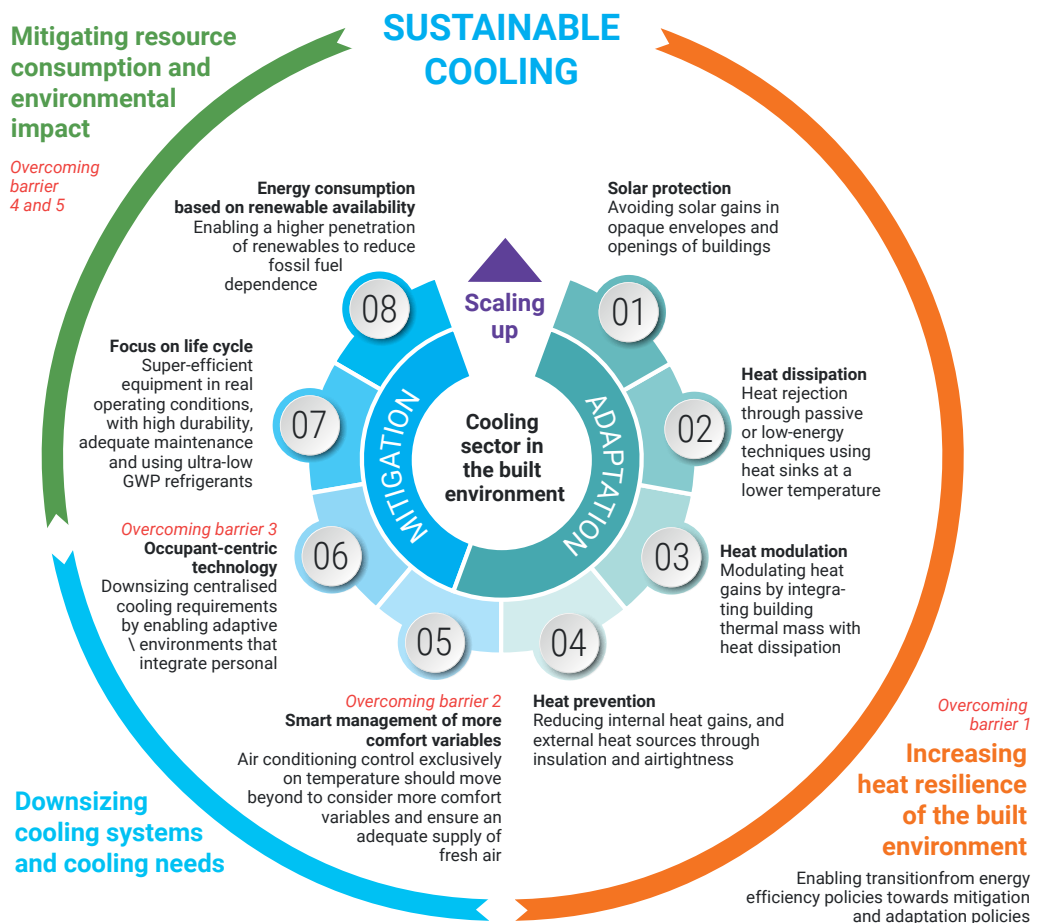 SUSTAINABLE
COOLING
Mitigating resource
consumption and
environmental
impact
Overcoming
barrier
4 and 5
Energy consumption
based on renewable availability
Enabling a higher penetration
of renewables to reduce
fossil fuel
dependence
Solar protection
Avoiding solar gains in
opaque envelopes and
openings of buildings
Scaling
up
08
01
Focus on life cycle
Super-efficient
equipment in real
operating conditions,
with high durability,
adequate maintenance
and using ultra-low
GWP refrigerants
07
MITIGATION
Cooling
sector in
the built
environment
ADAPTATION
02
Heat dissipation
Heat rejection
through passive
or low-energy
techniques using
heat sinks at a
lower temperature
Overcoming barrier 3
Occupant-centric
technology
Downsizing centralised
cooling requirements
by enabling adaptive
\ environments that
integrate personal
06
03
Heat modulation
Modulating heat
gains by integra-
ting building
thermal mass with
heat dissipation
05
04
Overcoming barrier 2
Smart management of more
comfort variables
Air conditioning control exclusively
on temperature should move
beyond to consider more comfort
variables and ensure an
adequate supply of
fresh air
Heat prevention
Reducing internal heat gains, and
external heat sources through
insulation and airtightness
Downsizing
cooling systems
and cooling needs
Overcoming
barrier 1
Increasing
heat resilience
of the built
environment
Enabling transitionfrom energy
efficiency policies towards mitigation
and adaptation policies